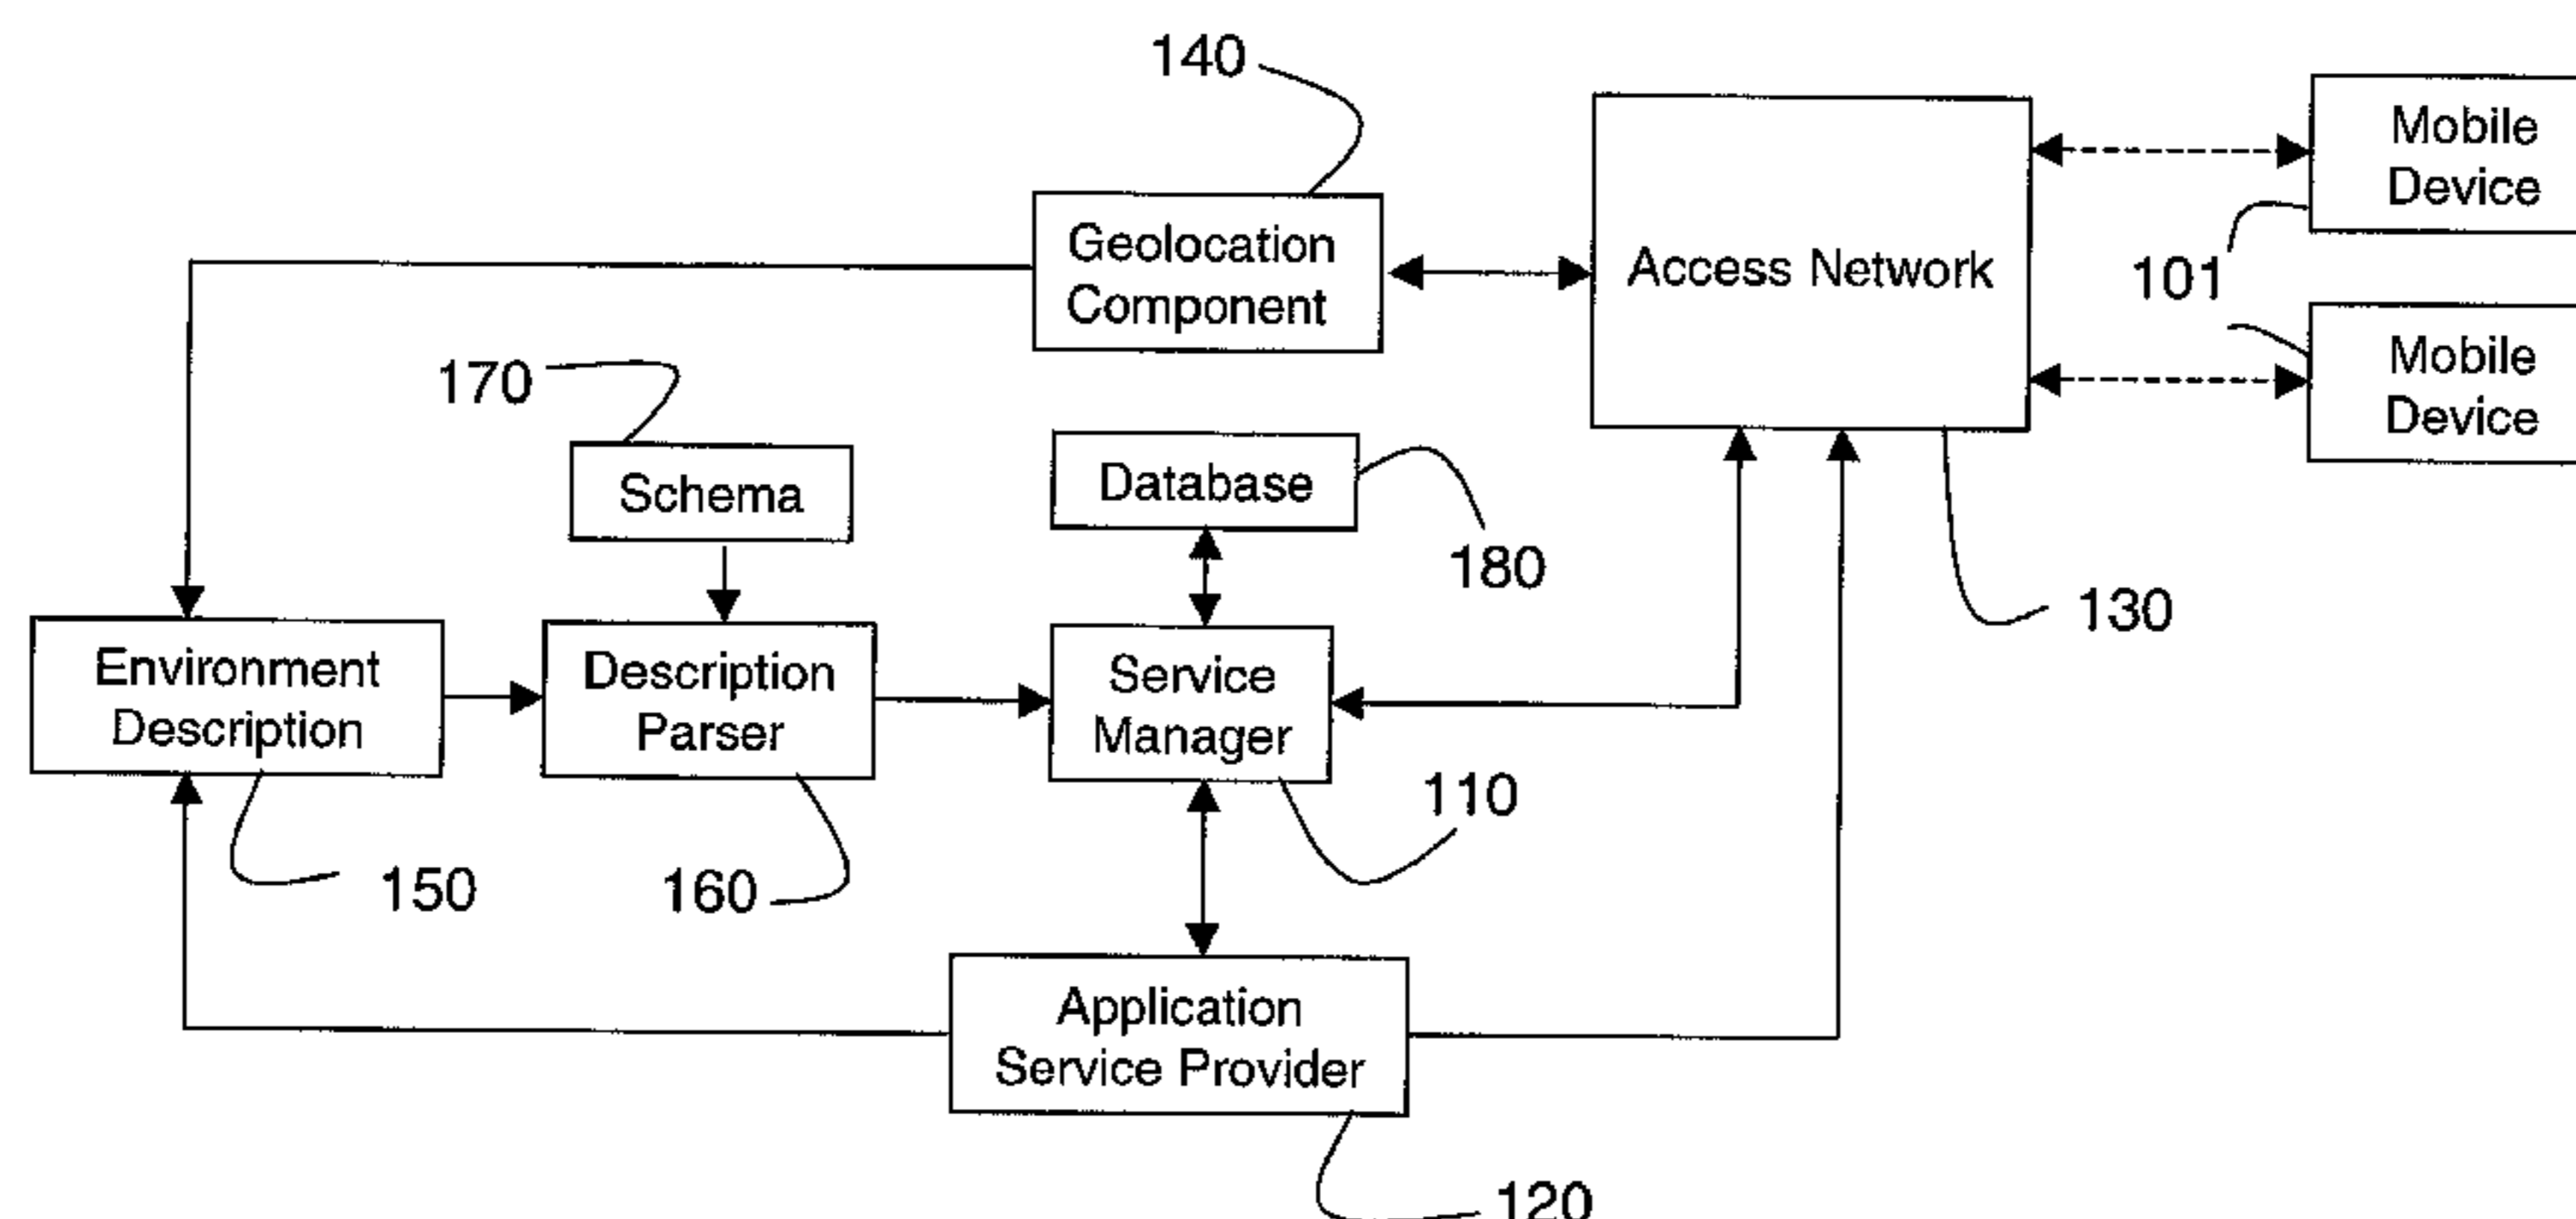 140
Mobile
Device
Geolocation
Component
Access Network
101
Mobile
Device
170
Schema
Database
180
130
Environment
Description
Description
Parser
Service
Manager
110
150
160
Application
Service Provider
120